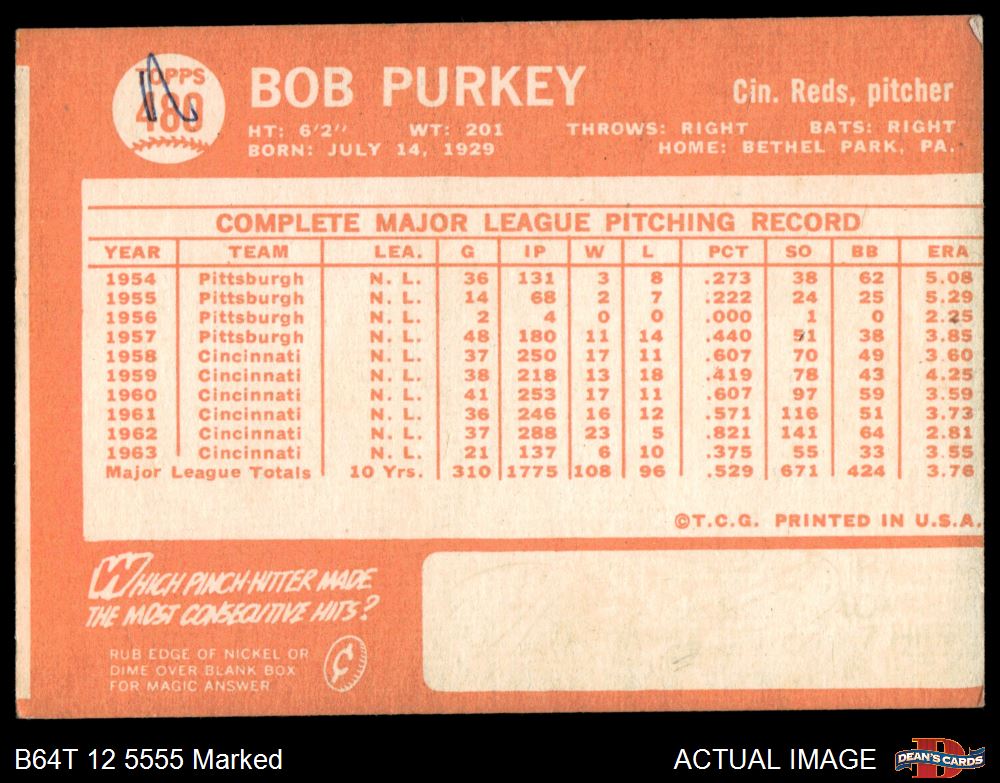 TOPPS
480
BOB PURKEY
Cin. Reds, pitcher
HT: 6'2" WT: 201 THROWS: RIGHT BATS: RIGHT
BORN: JULY 14, 1929 HOME: BETHEL PARK, PA.
COMPLETE MAJOR LEAGUE PITCHING RECORD
YEAR TEAM LEA. G IP W L PCT SO BB ERA
1954 Pittsburgh N. L. 36 131 3 8 .273 38 62 5.08
1955 Pittsburgh N. L. 14 68 2 7 .222 24 25 5.29
1956 Pittsburgh N. L. 2 4 0 0 .000 1 0 2.25
1957 Pittsburgh N. L. 48 180 11 14 .440 51 38 3.85
1958 Cincinnati N. L. 37 250 17 11 .607 70 49 3.60
1959 Cincinnati N. L. 38 218 13 18 .419 78 43 4.25
1960 Cincinnati N. L. 41 253 17 11 .607 97 59 3.59
1961 Cincinnati N. L. 36 246 16 12 .571 116 51 3.73
1962 Cincinnati N. L. 37 288 23 5 .821 141 64 2.81
1963 Cincinnati N. L. 21 137 6 10 .375 55 33 3.55
Major League Totals 10 Yrs. 310 1775 108 96 .529 671 424 3.76
©T.C.G. PRINTED IN U.S.A.
WHICH PINCH-HITTER MADE
THE MOST CONSECUTIVE HITS?
RUB EDGE OF NICKEL OR
DIME OVER BLANK BOX
FOR MAGIC ANSWER
¢
B64T 12 5555 Marked
ACTUAL IMAGE
D
DEAN'S CARDS